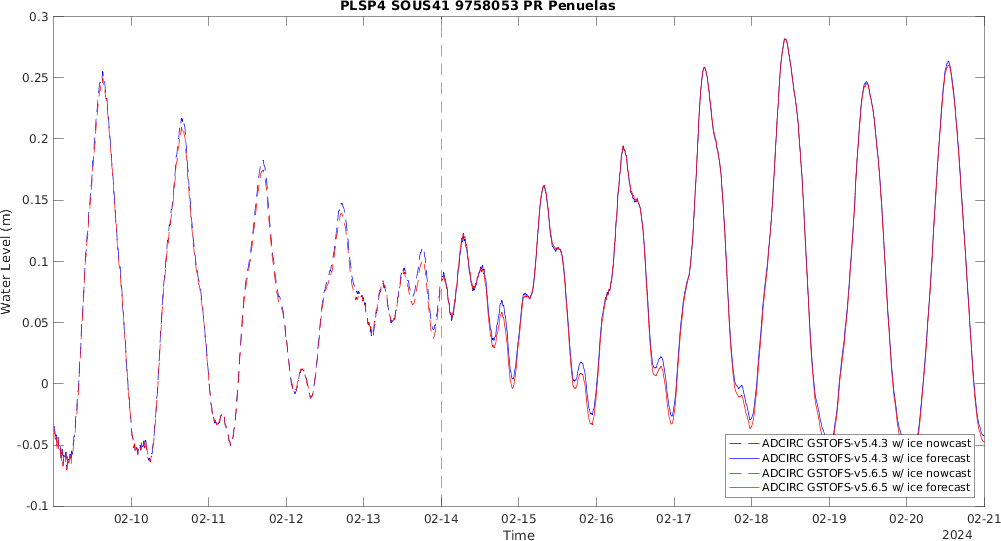 PLSP4 SOUS41 9758053 PR Penuelas
0.3
0.25
0.2
0.15
0.1
0.05
0
-0.05
-0.1
Water Level (m)
ADCIRC GSTOFS-v5.4.3 w/ ice nowcast
ADCIRC GSTOFS-v5.4.3 w/ ice forecast
ADCIRC GSTOFS-v5.6.5 w/ ice nowcast
ADCIRC GSTOFS-v5.6.5 w/ ice forecast
02-10 02-11 02-12 02-13 02-14 02-15 02-16 02-17 02-18 02-19 02-20 02-21
Time
2024